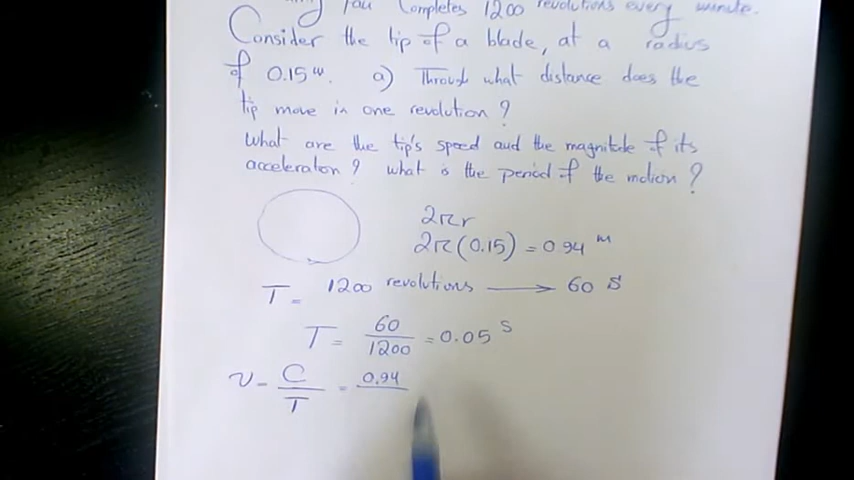 completes 1200 revolutions every minute.
Consider the tip of a blade, at a radius
of 0.15 m. a) Through what distance does the
tip move in one revolution?
What are the tip's speed and the magnitude of its
acceleration? what is the period of the motion?
2πr
2π(0.15) = 0.94 m
T = 1200 revolutions → 60 S
T = 60/1200 = 0.05 S
v = C/T = 0.94